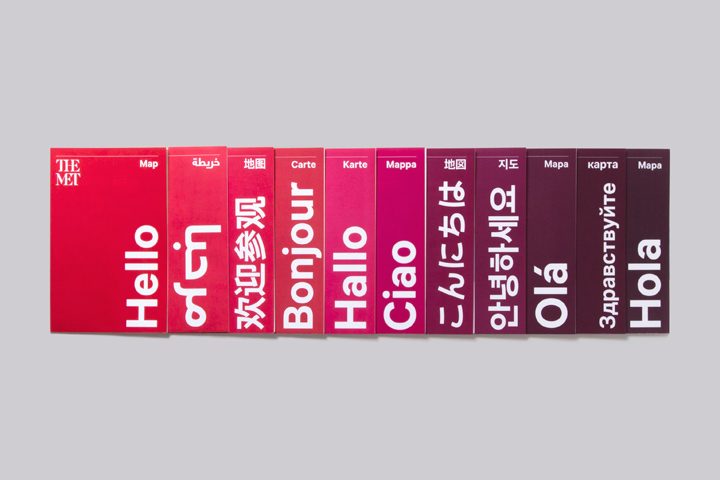 THE
MET
Map
Hello
خريطة
مرحبًا
地图
欢迎参观
Carte
Bonjour
Karte
Hallo
Mappa
Ciao
地図
こんにちは
지도
안녕하세요
Mapa
Olá
карта
Здравствуйте
Mapa
Hola